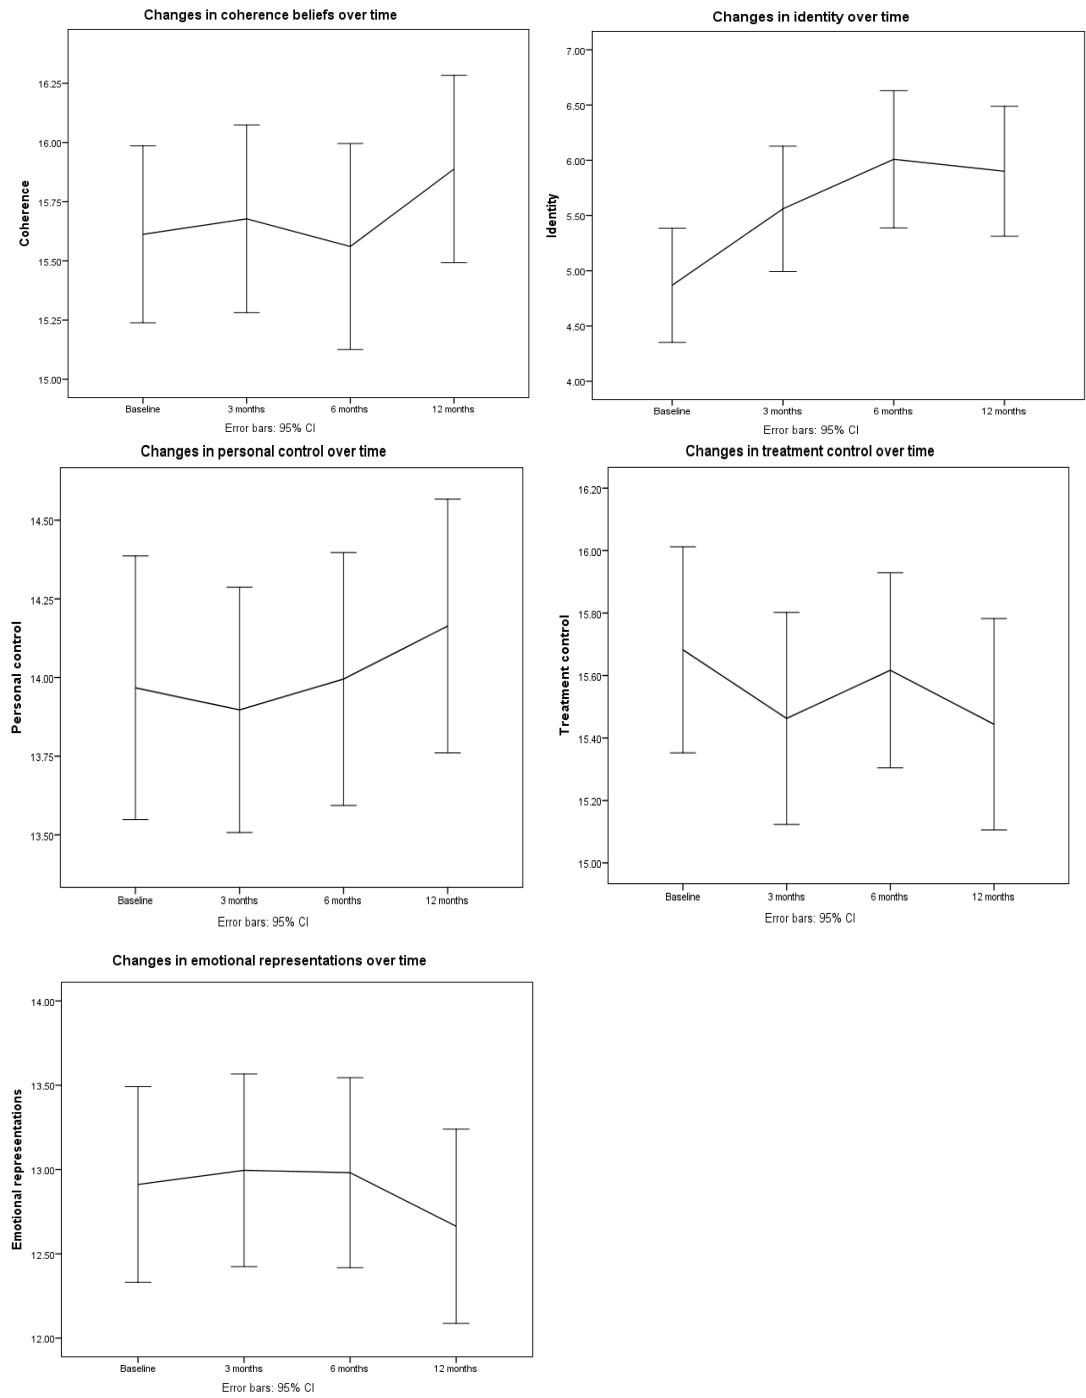 Changes in coherence beliefs over time
Coherence
16.25
16.00
15.75
15.50
15.25
15.00
Baseline 3 months 6 months 12 months
Error bars: 95% CI
Changes in identity over time
Identity
7.00
6.50
6.00
5.50
5.00
4.50
4.00
Baseline 3 months 6 months 12 months
Error bars: 95% CI
Changes in personal control over time
Personal control
14.50
14.25
14.00
13.75
13.50
Baseline 3 months 6 months 12 months
Error bars: 95% CI
Changes in treatment control over time
Treatment control
16.20
16.00
15.80
15.60
15.40
15.20
15.00
Baseline 3 months 6 months 12 months
Error bars: 95% CI
Changes in emotional representations over time
Emotional representations
14.00
13.50
13.00
12.50
12.00
Baseline 3 months 6 months 12 months
Error bars: 95% CI